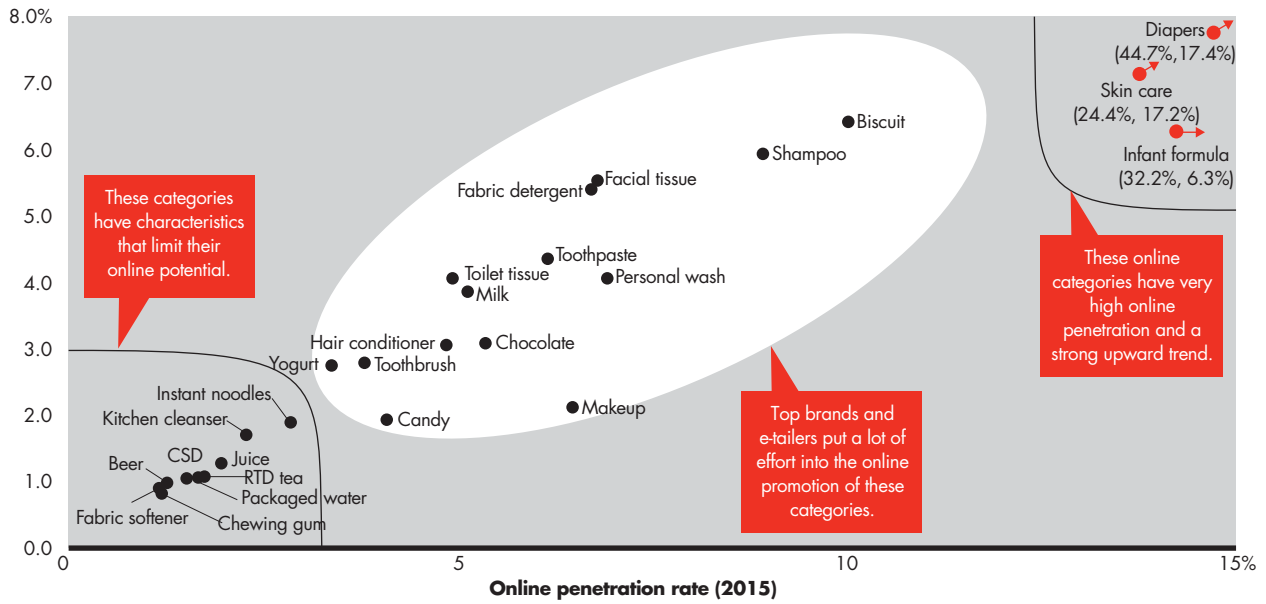 8.0%
7.0
6.0
5.0
4.0
3.0
2.0
1.0
0.0
0
5
10
15%
Online penetration rate (2015)
These categories
have characteristics
that limit their
online potential.
Yogurt
Instant noodles
Kitchen cleanser
CSD
Juice
Beer
RTD tea
Packaged water
Fabric softener
Chewing gum
Biscuit
Shampoo
Facial tissue
Fabric detergent
Toothpaste
Toilet tissue
Personal wash
Milk
Hair conditioner
Chocolate
Toothbrush
Candy
Makeup
Top brands and
e-tailers put a lot of
effort into the online
promotion of these
categories.
Diapers
(44.7%,17.4%)
Skin care
(24.4%, 17.2%)
Infant formula
(32.2%, 6.3%)
These online
categories have very
high online
penetration and a
strong upward trend.